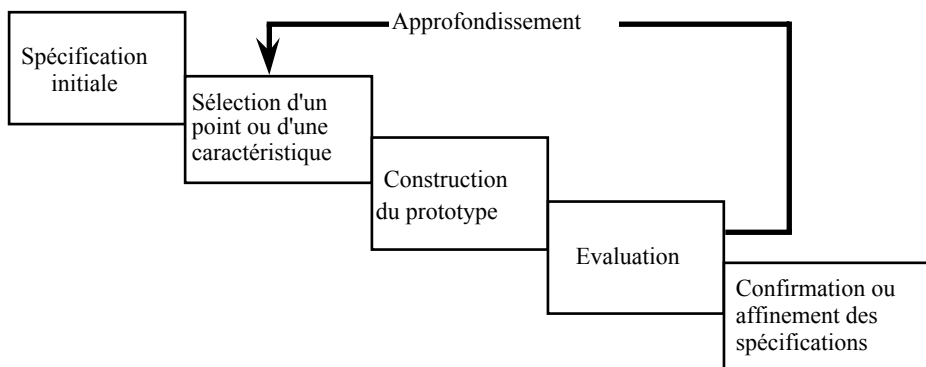 Approfondissement
Spécification
initiale
Sélection d'un
point ou d'une
caractéristique
Construction
du prototype
Evaluation
Confirmation ou
affinement des
spécifications